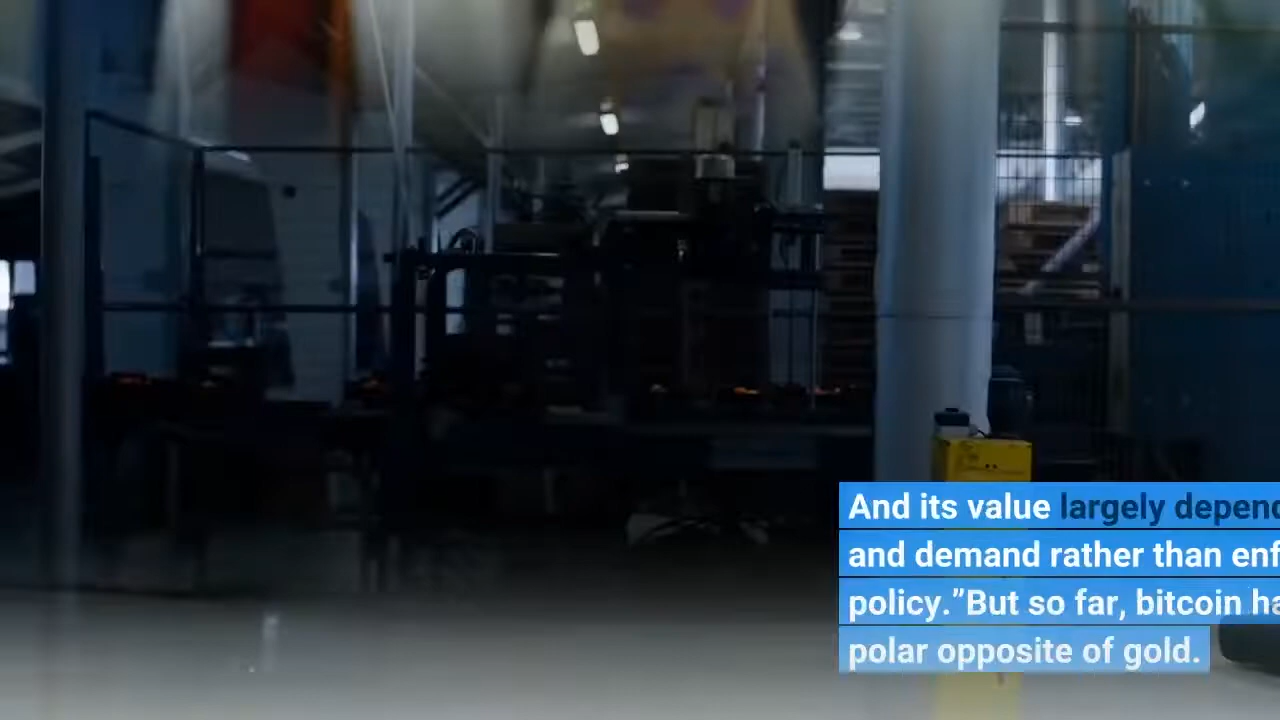 And its value largely depend
and demand rather than enf
policy.”But so far, bitcoin ha
polar opposite of gold.